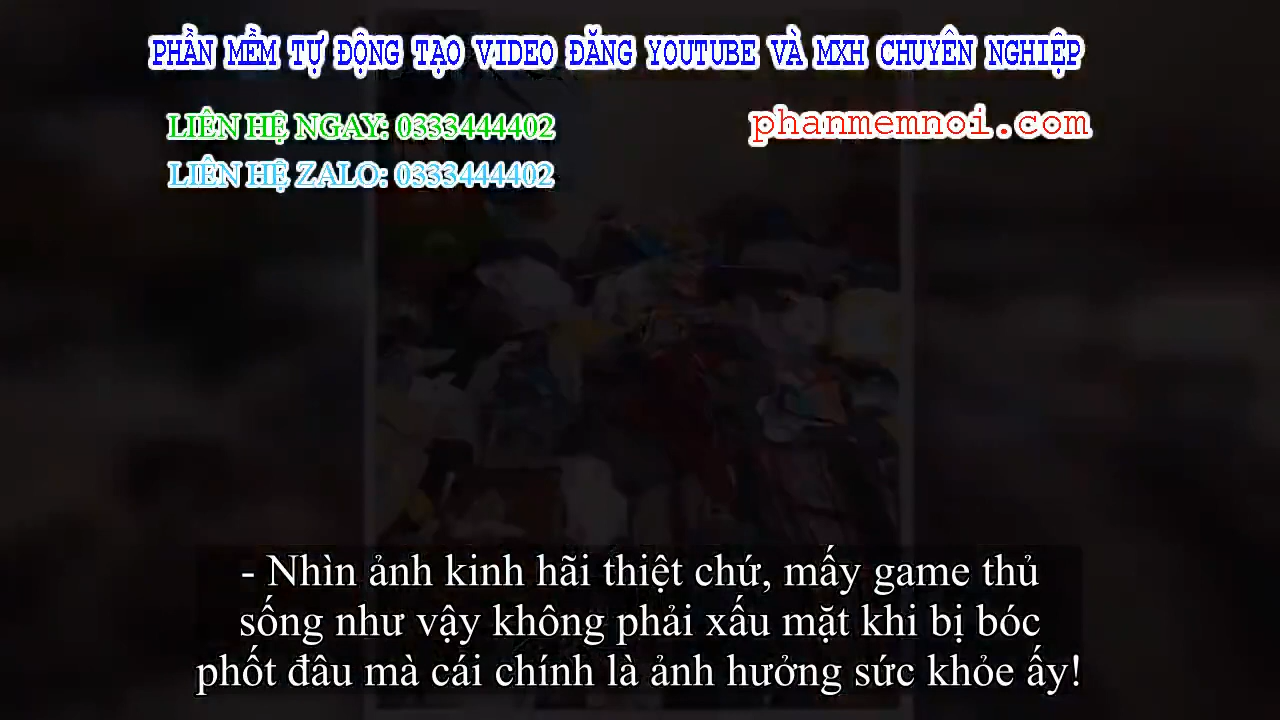 PHẦN MỀM TỰ ĐỘNG TẠO VIDEO ĐĂNG YOUTUBE VÀ MXH CHUYÊN NGHIỆP
LIÊN HỆ NGAY: 0333444402
phanmemnoi.com
LIÊN HỆ ZALO: 0333444402
- Nhìn ảnh kinh hãi thiệt chứ, mấy game thủ
sống như vậy không phải xấu mặt khi bị bóc
phốt đâu mà cái chính là ảnh hưởng sức khỏe ấy!